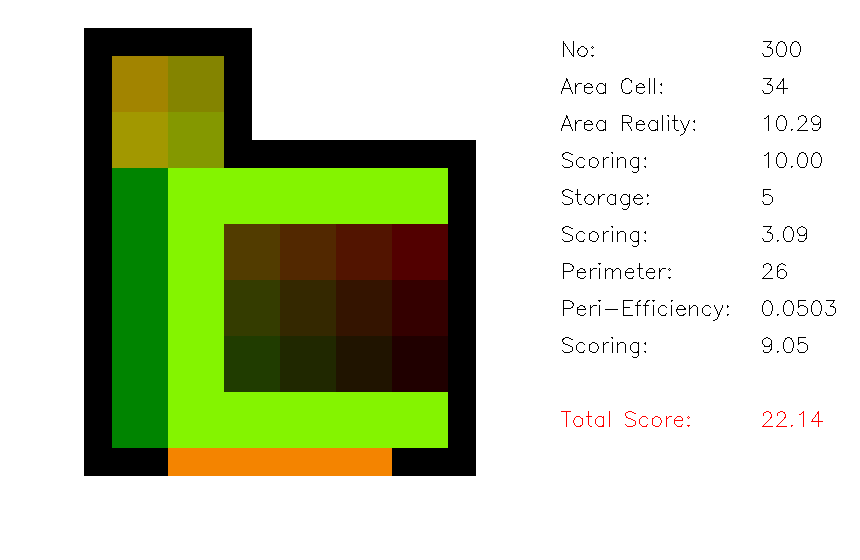 No: 300
Area Cell: 34
Area Reality: 10.29
Scoring: 10.00
Storage: 5
Scoring: 3.09
Perimeter: 26
Peri-Efficiency: 0.0503
Scoring: 9.05
Total Score: 22.14